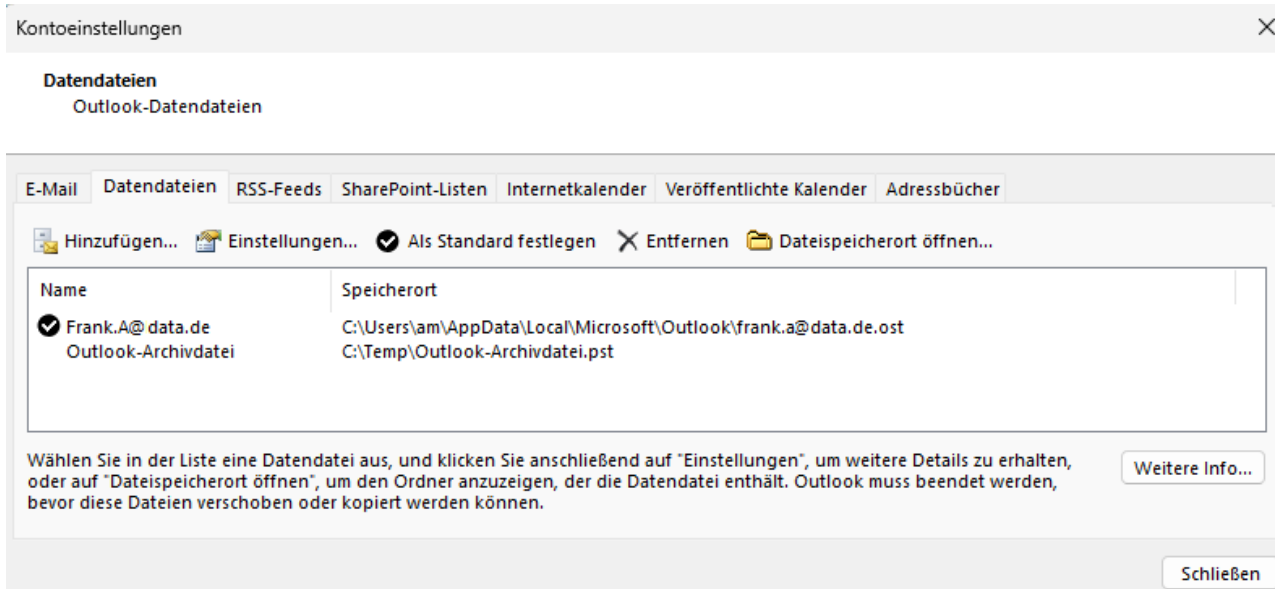 Kontoeinstellungen
Datendateien
Outlook-Datendateien
E-Mail Datendateien RSS-Feeds SharePoint-Listen Internetkalender Veröffentlichte Kalender Adressbücher
Hinzufügen... Einstellungen... Als Standard festlegen Entfernen Dateispeicherort öffnen...
Name Speicherort
Frank.A@data.de C:\Users\am\AppData\Local\Microsoft\Outlook\frank.a@data.de.ost
Outlook-Archivdatei C:\Temp\Outlook-Archivdatei.pst
Wählen Sie in der Liste eine Datendatei aus, und klicken Sie anschließend auf "Einstellungen", um weitere Details zu erhalten,
oder auf "Dateispeicherort öffnen", um den Ordner anzuzeigen, der die Datendatei enthält. Outlook muss beendet werden,
bevor diese Dateien verschoben oder kopiert werden können.
Weitere Info...
Schließen